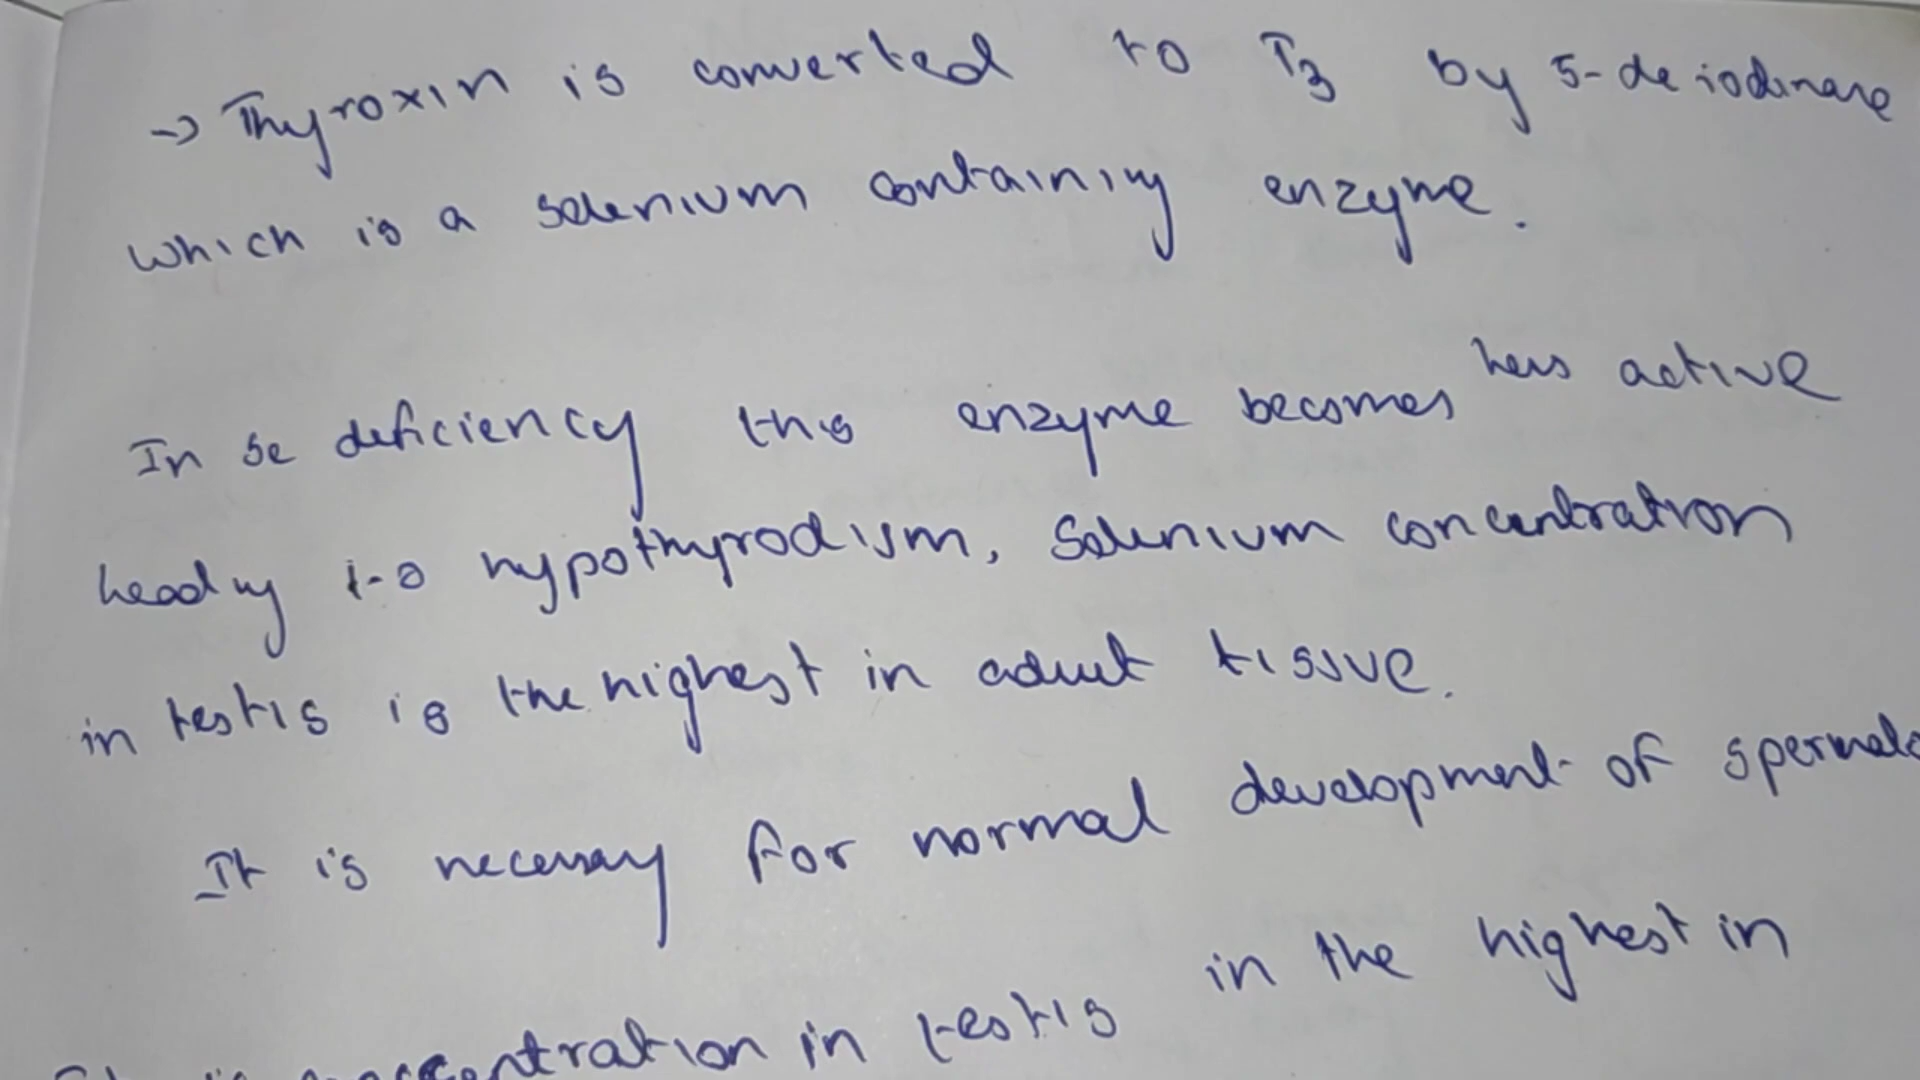 → Thyroxin is converted to T3 by 5-deiodinase
which is a selenium containing enzyme.
In se deficiency this enzyme becomes less active
leading to hypothyrodism, Selenium concentration
in testis is the highest in adult tissue.
It is necessary for normal development of
in testis in the highest in